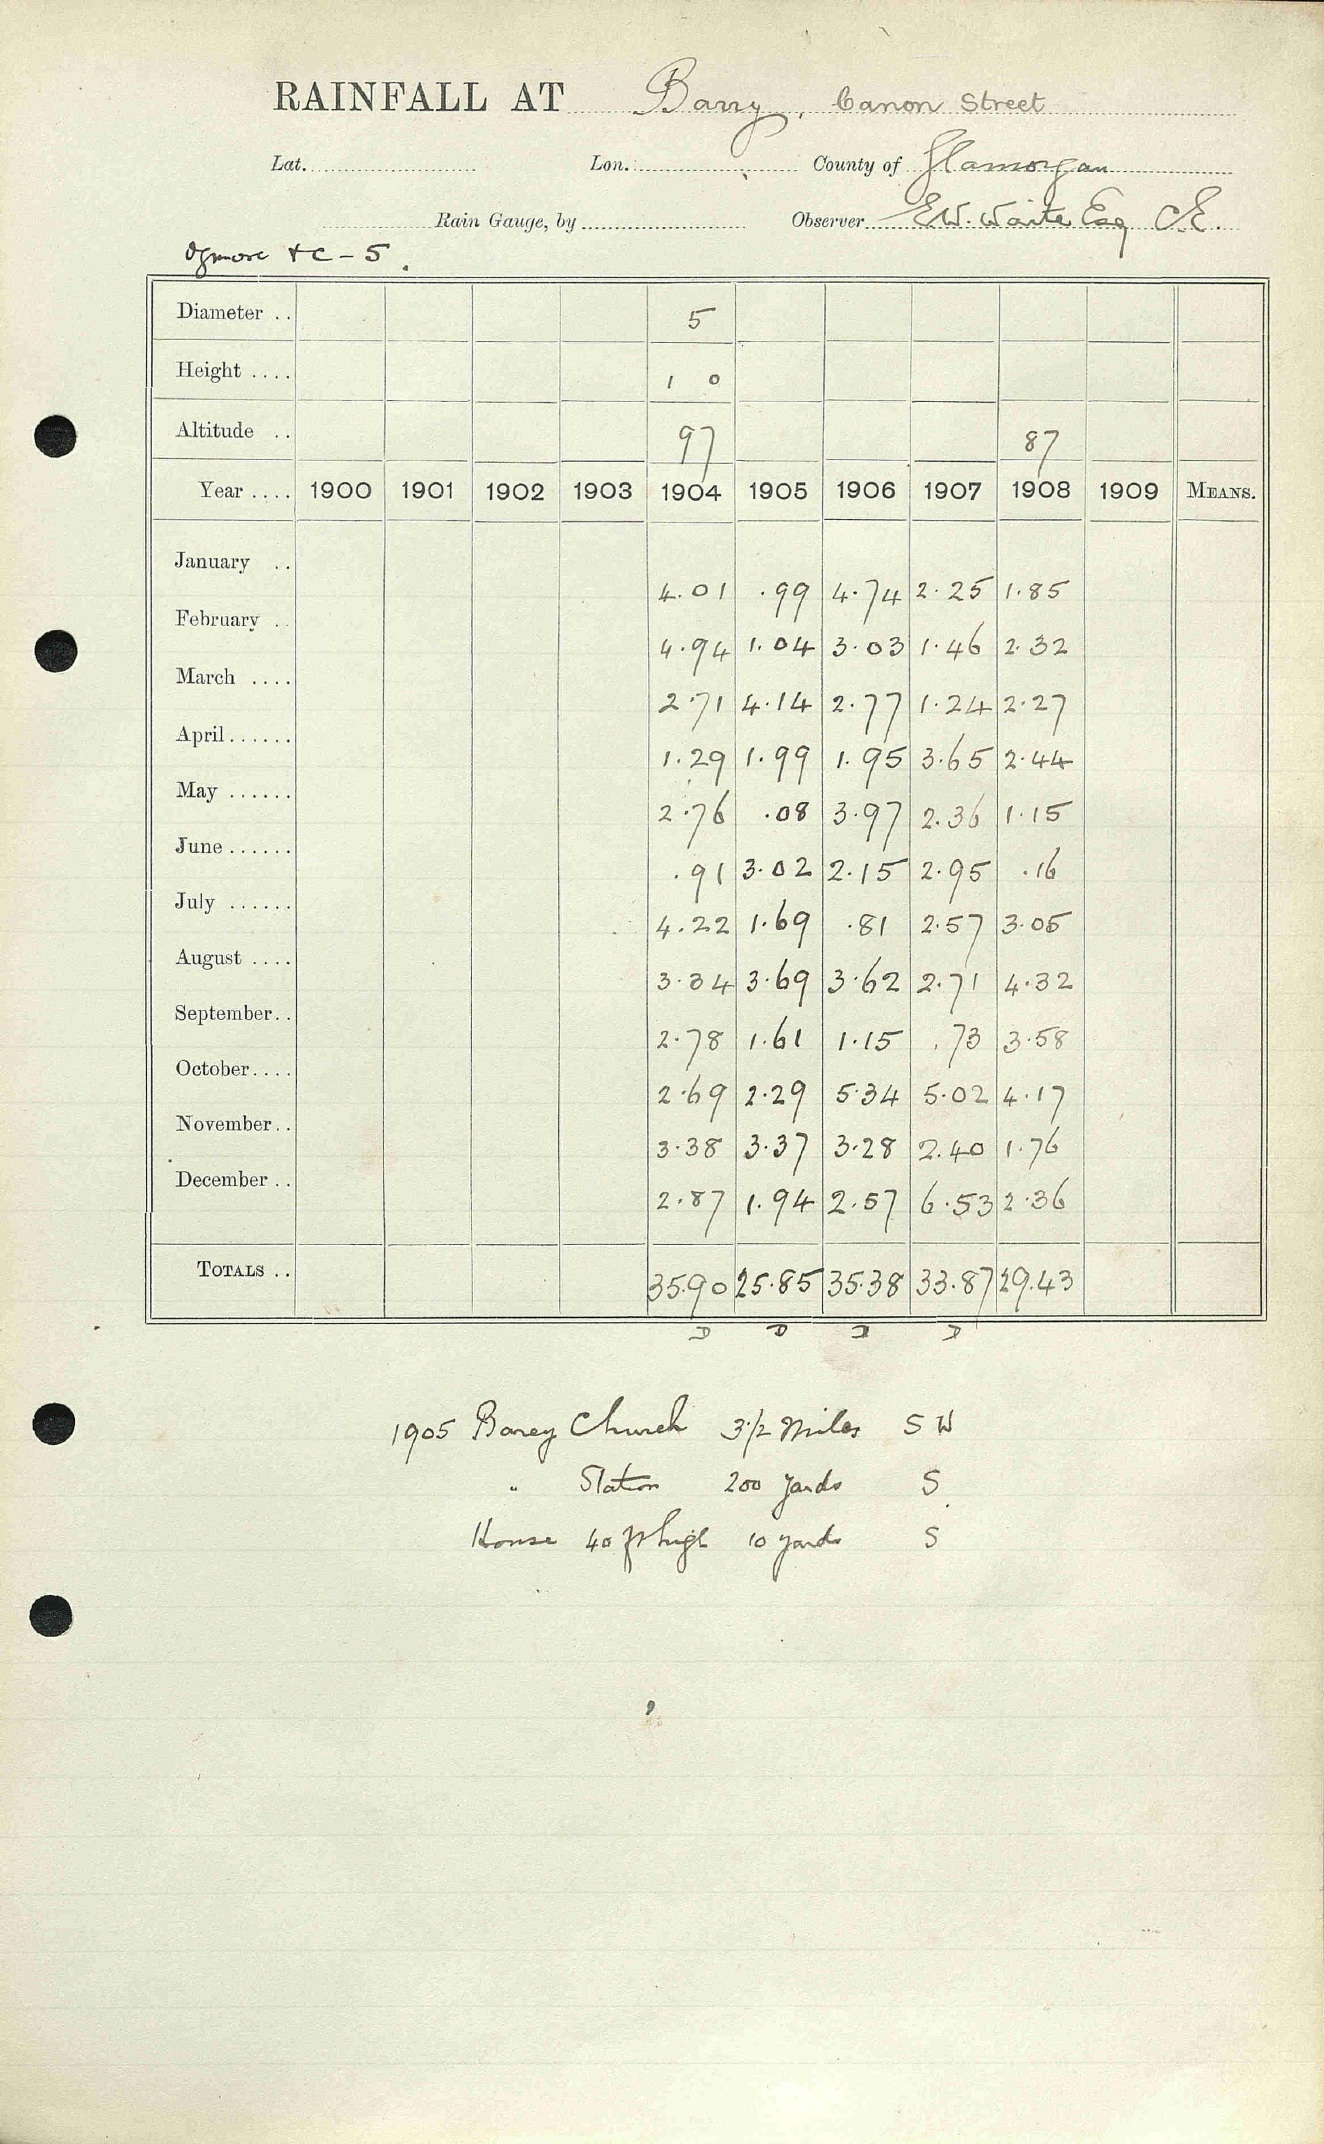 RAINFALL AT Barry, Canon Street
Lat. Lon. County of Glamorgan
Rain Gauge, by Observer E.W. Waite Esq C.E.
Ogmore &c - 5.
Diameter .. 5
Height .... 1 0
Altitude .. 97 87
Year .... 1900 1901 1902 1903 1904 1905 1906 1907 1908 1909 MEANS.
January .. 4.01 .99 4.74 2.25 1.85
February .. 4.94 1.04 3.03 1.46 2.32
March .... 2.71 4.14 2.77 1.24 2.27
April...... 1.29 1.99 1.95 3.65 2.44
May ...... 2.76 .08 3.97 2.36 1.15
June ...... .91 3.02 2.15 2.95 .16
July ...... 4.22 1.69 .81 2.57 3.05
August .... 3.34 3.69 3.62 2.71 4.32
September.. 2.78 1.61 1.15 .73 3.58
October.... 2.69 2.29 5.34 5.02 4.17
November.. 3.38 3.37 3.28 2.40 1.76
December .. 2.87 1.94 2.57 6.53 2.36
TOTALS .. 35.90 25.85 35.38 33.87 29.43
D D D D
1905 Barry Church 3 1/2 Miles S W
" Station 200 yards S
House 40 ft high 10 yards S